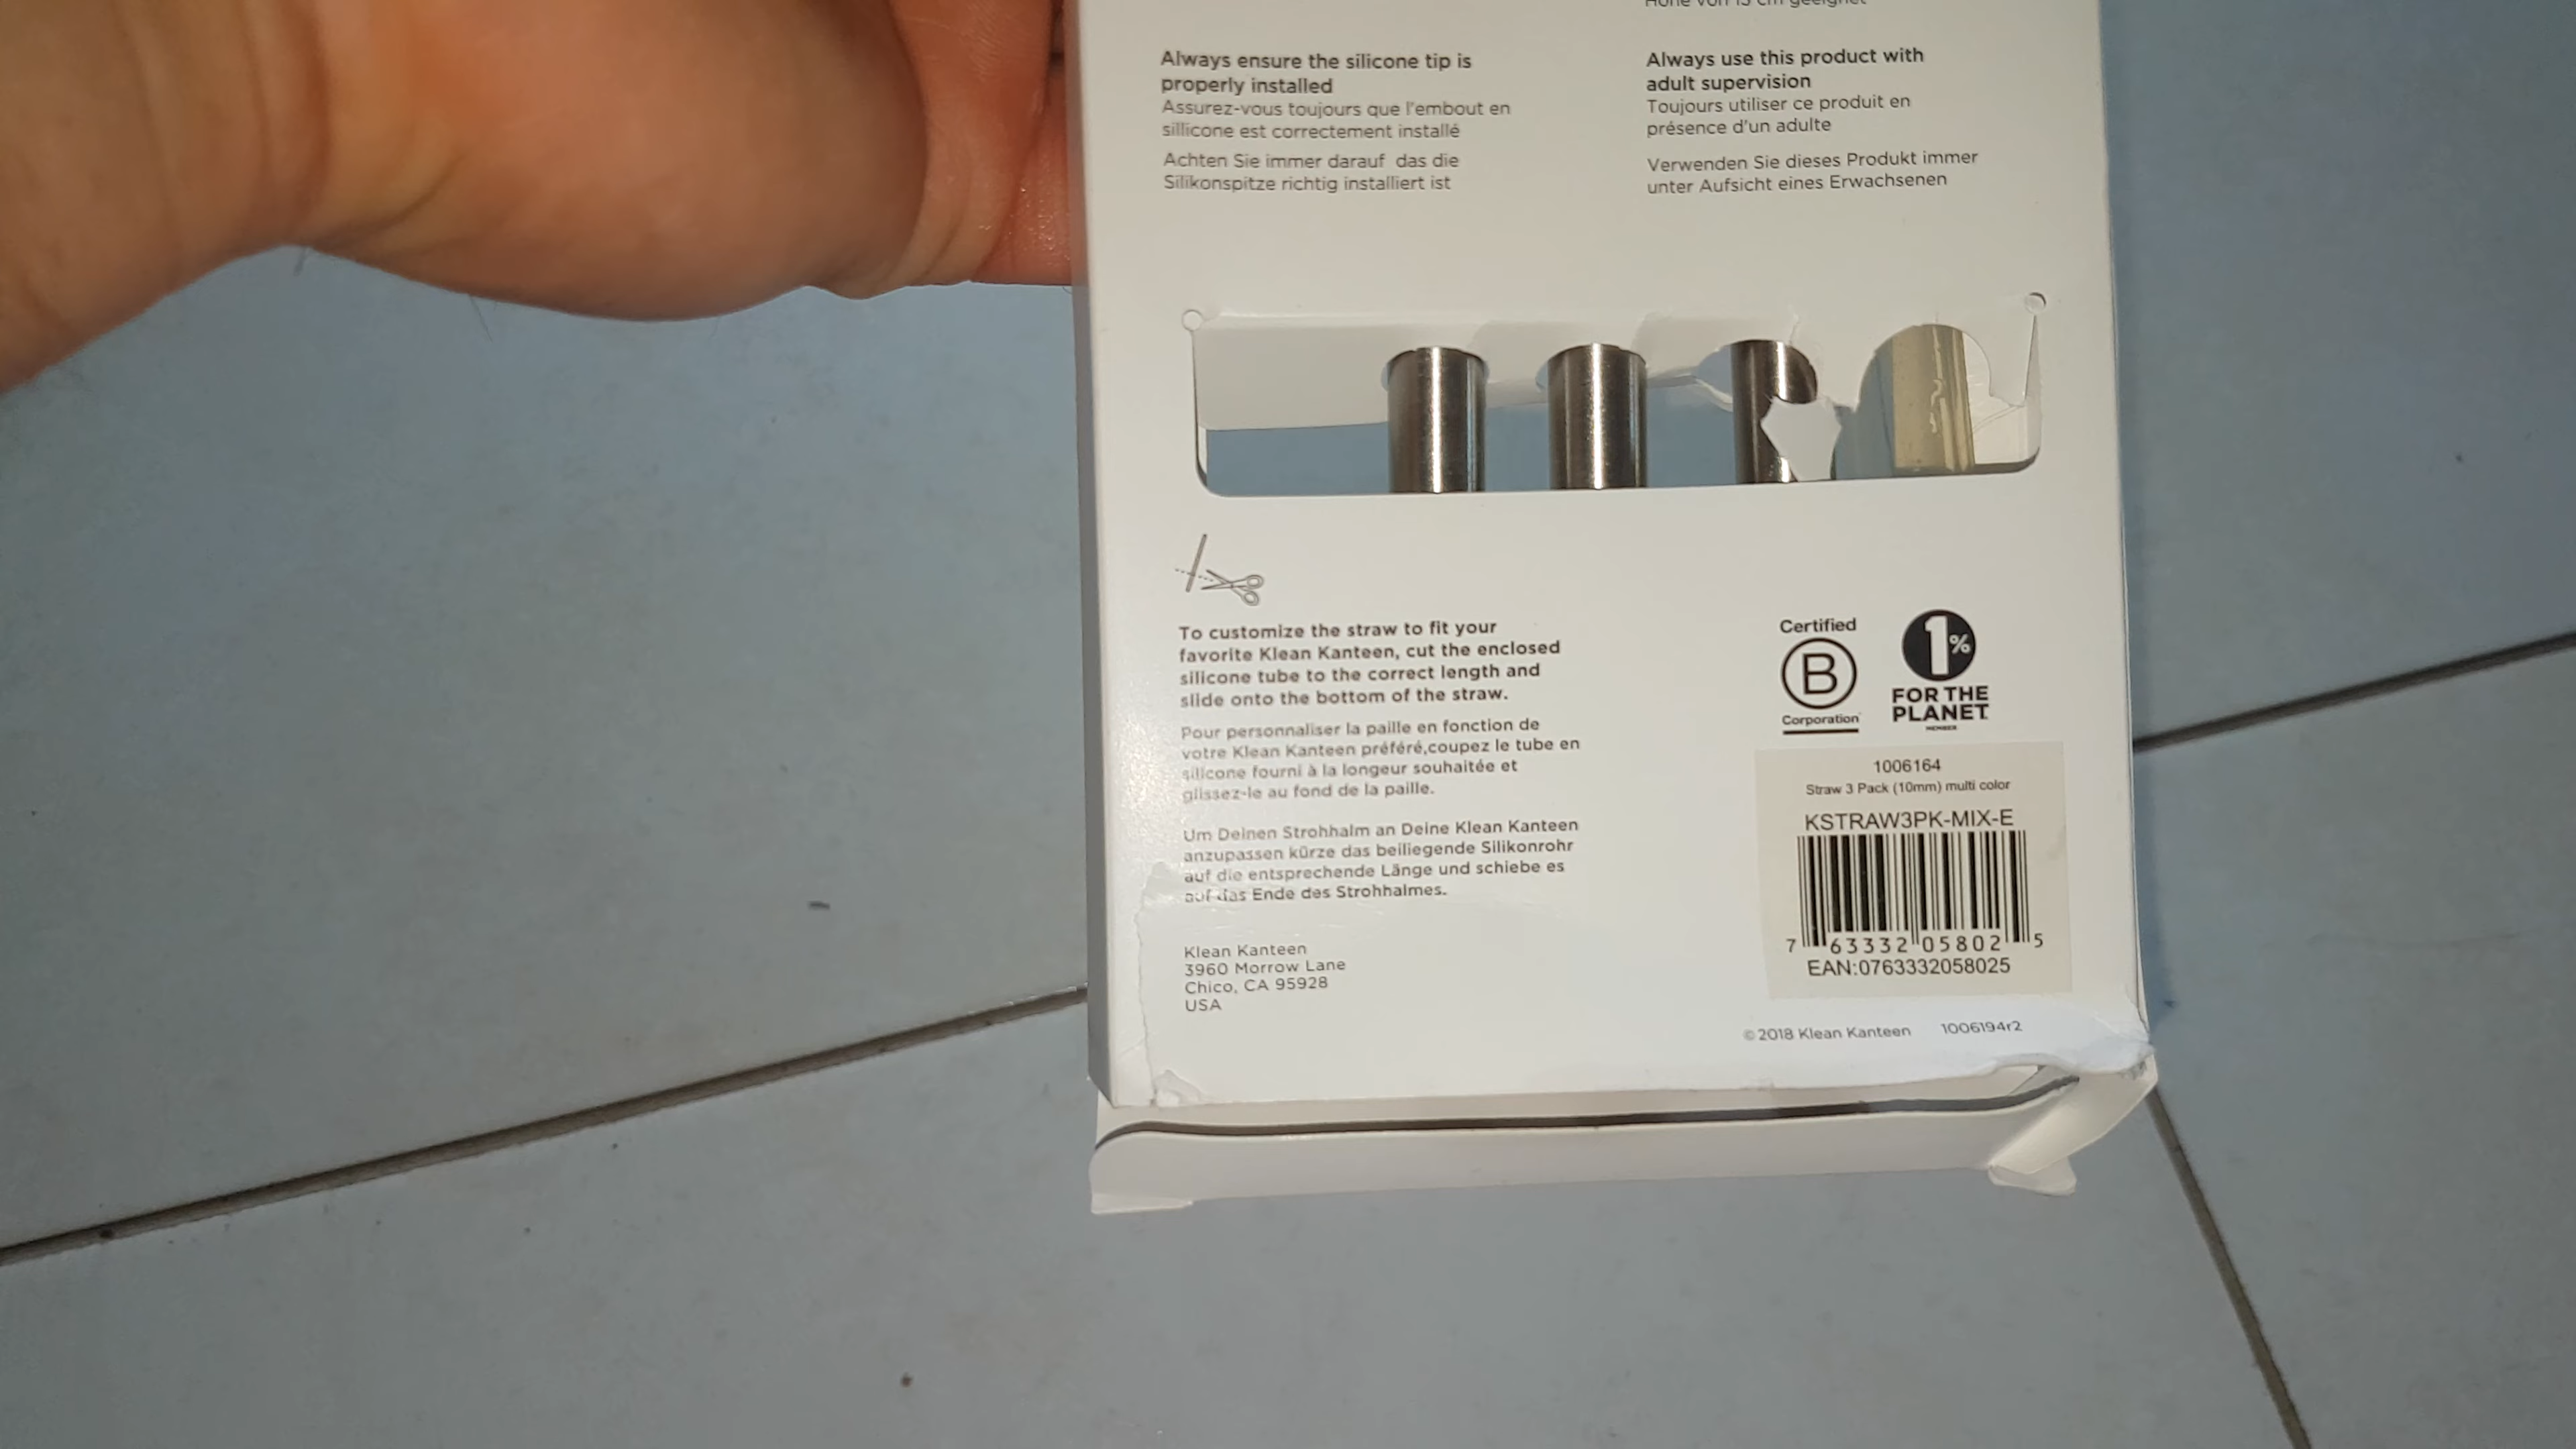 Höhe von 15 cm geeignet
Always ensure the silicone tip is
properly installed
Assurez-vous toujours que l'embout en
sillicone est correctement installé
Achten Sie immer darauf das die
Silikonspitze richtig installiert ist
Always use this product with
adult supervision
Toujours utiliser ce produit en
présence d'un adulte
Verwenden Sie dieses Produkt immer
unter Aufsicht eines Erwachsenen
To customize the straw to fit your
favorite Klean Kanteen, cut the enclosed
silicone tube to the correct length and
slide onto the bottom of the straw.
Pour personnaliser la paille en fonction de
votre Klean Kanteen préféré,coupez le tube en
silicone fourni à la longeur souhaitée et
glissez-le au fond de la paille.
Um Deinen Strohhalm an Deine Klean Kanteen
anzupassen kürze das beiliegende Silikonrohr
auf die entsprechende Länge und schiebe es
auf das Ende des Strohhalmes.
Klean Kanteen
3960 Morrow Lane
Chico, CA 95928
USA
Certified
B
Corporation
1%
FOR THE
PLANET
MEMBER
1006164
Straw 3 Pack (10mm) multi color
KSTRAW3PK-MIX-E
7 63332 05802 5
EAN:0763332058025
©2018 Klean Kanteen 1006194r2